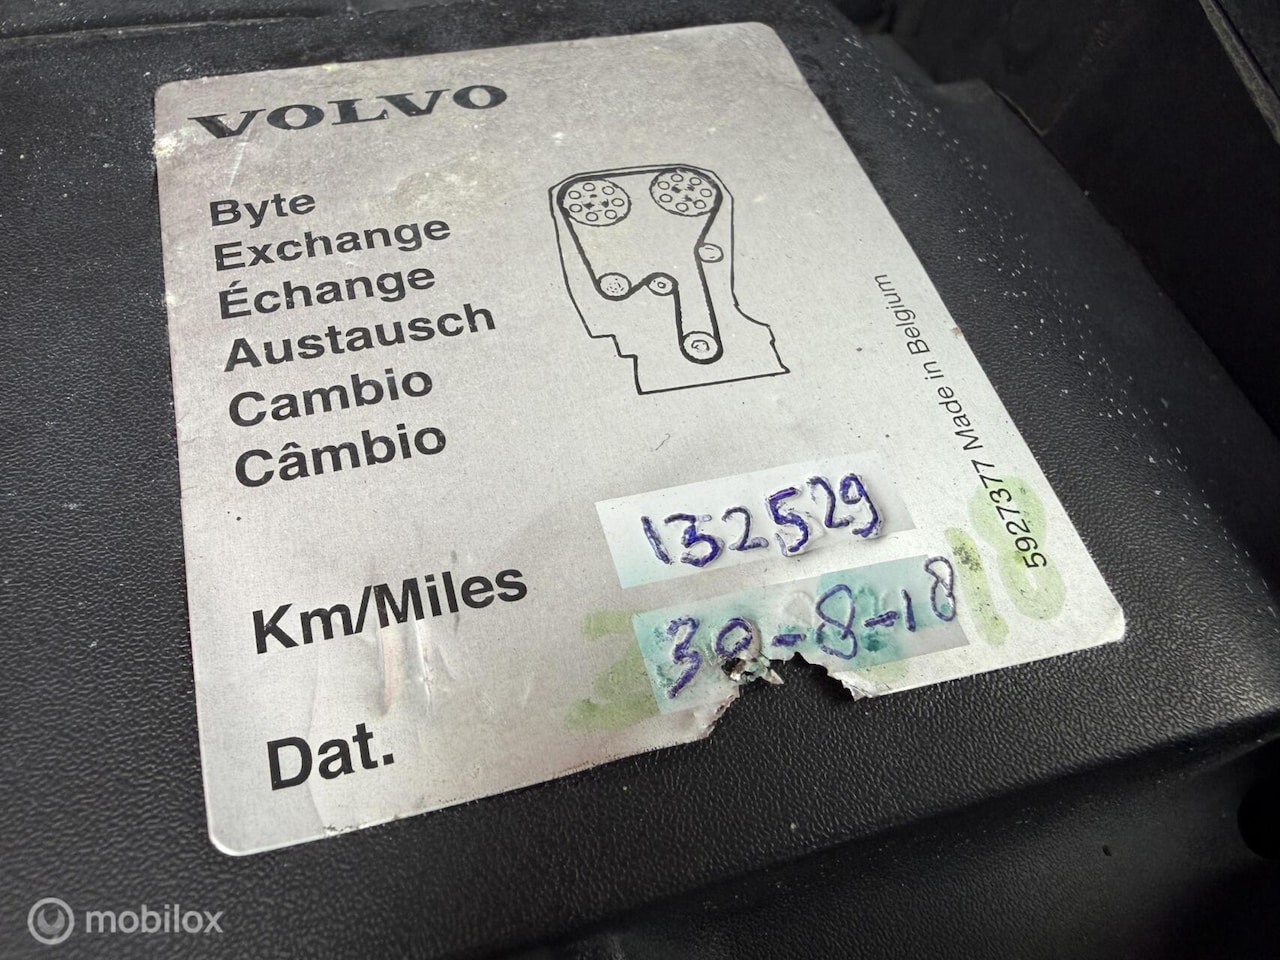 VOLVO
Byte
Exchange
Échange
Austausch
Cambio
Câmbio
Km/Miles 132529
Dat. 30-8-18
5927377 Made in Belgium
mobilox